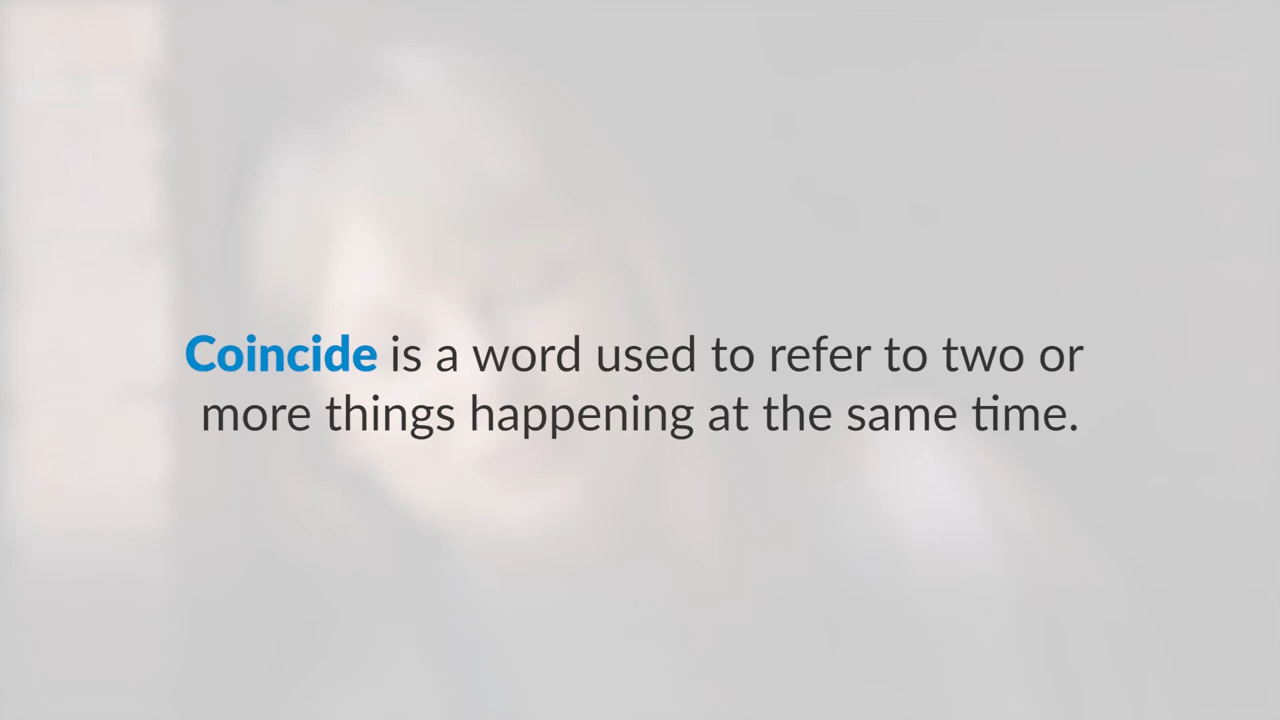 Coincide is a word used to refer to two or
more things happening at the same time.